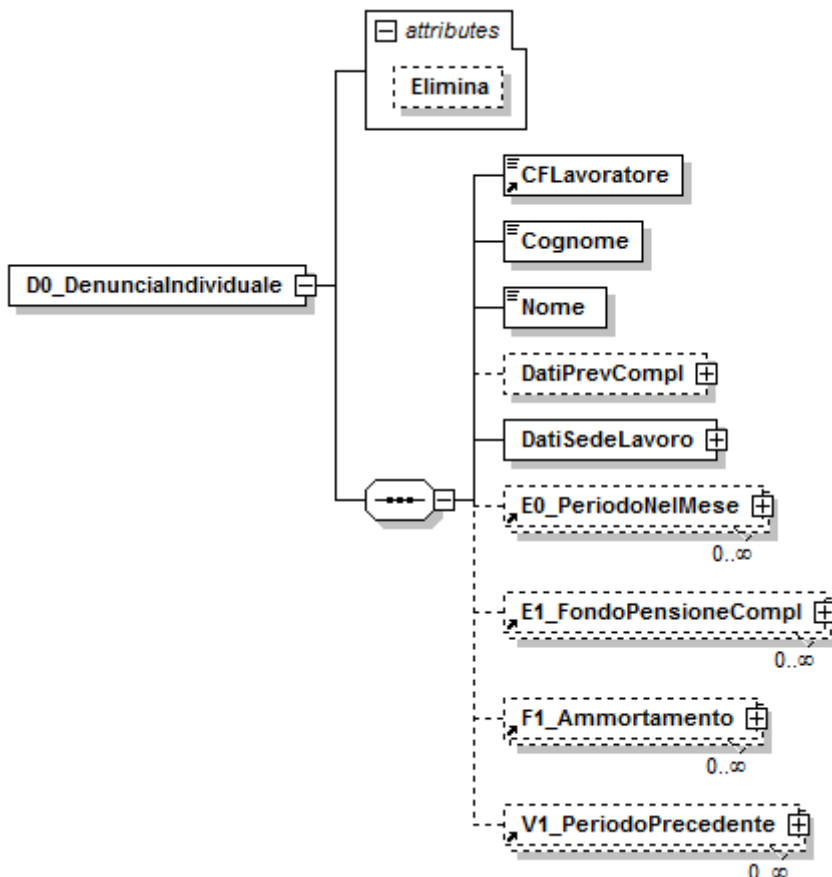 attributes
Elimina
CFLavoratore
Cognome
D0_DenunciaIndividuale
Nome
DatiPrevCompl
DatiSedeLavoro
E0_PeriodoNelMese
0..∞
E1_FondoPensioneCompl
0..∞
F1_Ammortamento
0..∞
V1_PeriodoPrecedente
0..∞